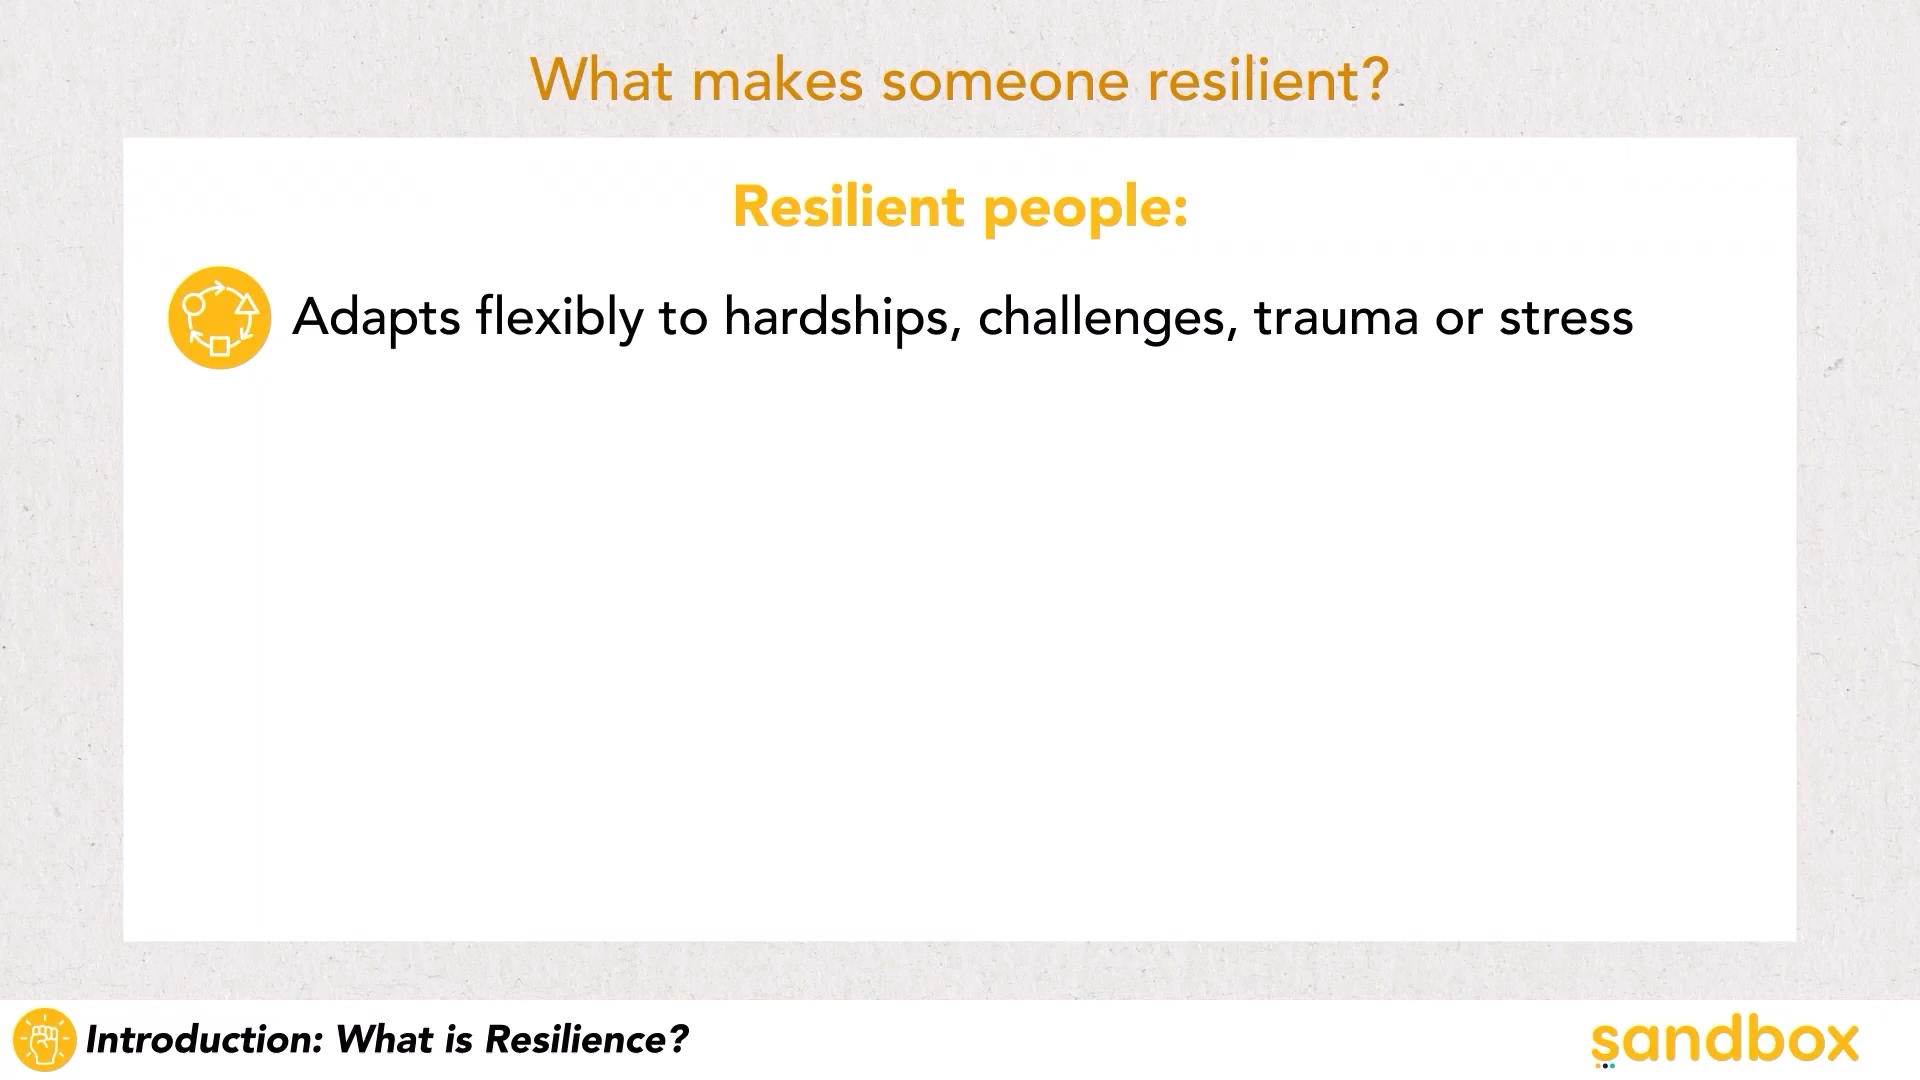 What makes someone resilient?
Resilient people:
Adapts flexibly to hardships, challenges, trauma or stress
Introduction: What is Resilience?
sandbox